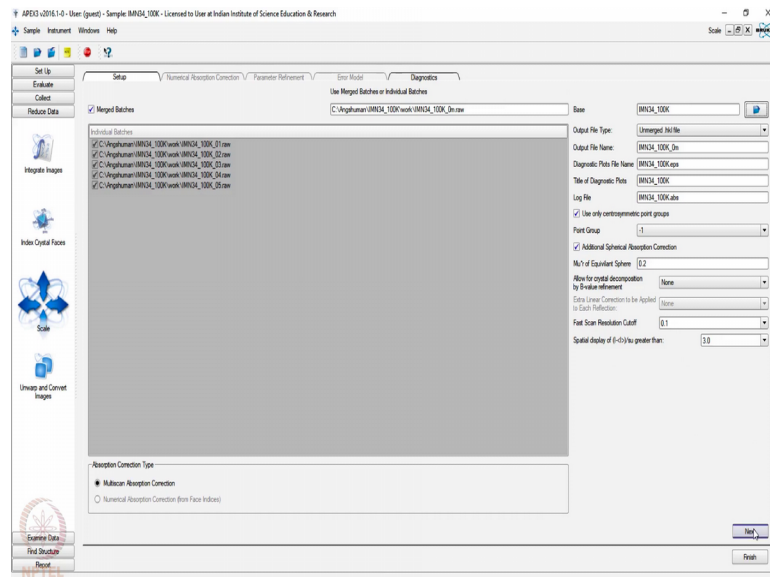 APEX3 v2016.1-0 - User: (guest) - Sample: IMN34_100K - Licensed to User at Indian Institute of Science Education & Research
Sample Instrument Windows Help
Scale
Set Up
Evaluate
Collect
Reduce Data
Integrate Images
Index Crystal Faces
Scale
Unwarp and Convert
Images
Examine Data
Find Structure
Report
NPTEL
Setup Numerical Absorption Correction Parameter Refinement Error Model Diagnostics
Use Merged Batches or Individual Batches
Merged Batches C:\Angshuman\IMN34_100K\work\IMN34_100K_0m.raw
Individual Batches
C:\Angshuman\IMN34_100K\work\IMN34_100K_01.raw
C:\Angshuman\IMN34_100K\work\IMN34_100K_02.raw
C:\Angshuman\IMN34_100K\work\IMN34_100K_03.raw
C:\Angshuman\IMN34_100K\work\IMN34_100K_04.raw
C:\Angshuman\IMN34_100K\work\IMN34_100K_05.raw
Absorption Correction Type
Multiscan Absorption Correction
Numerical Absorption Correction (from Face Indices)
Base IMN34_100K
Output File Type: Unmerged .hkl file
Output File Name: IMN34_100K_0m
Diagnostic Plots File Name IMN34_100K.eps
Title of Diagnostic Plots IMN34_100K
Log File IMN34_100K.abs
Use only centrosymmetric point groups
Point Group -1
Additional Spherical Absorption Correction
Mu*r of Equivilant Sphere 0.2
Allow for crystal decomposition
by B-value refinement None
Extra Linear Correction to be Applied
to Each Reflection: None
Fast Scan Resolution Cutoff 0.1
Spatial display of (I-<I>)/su greater than: 3.0
Next
Finish